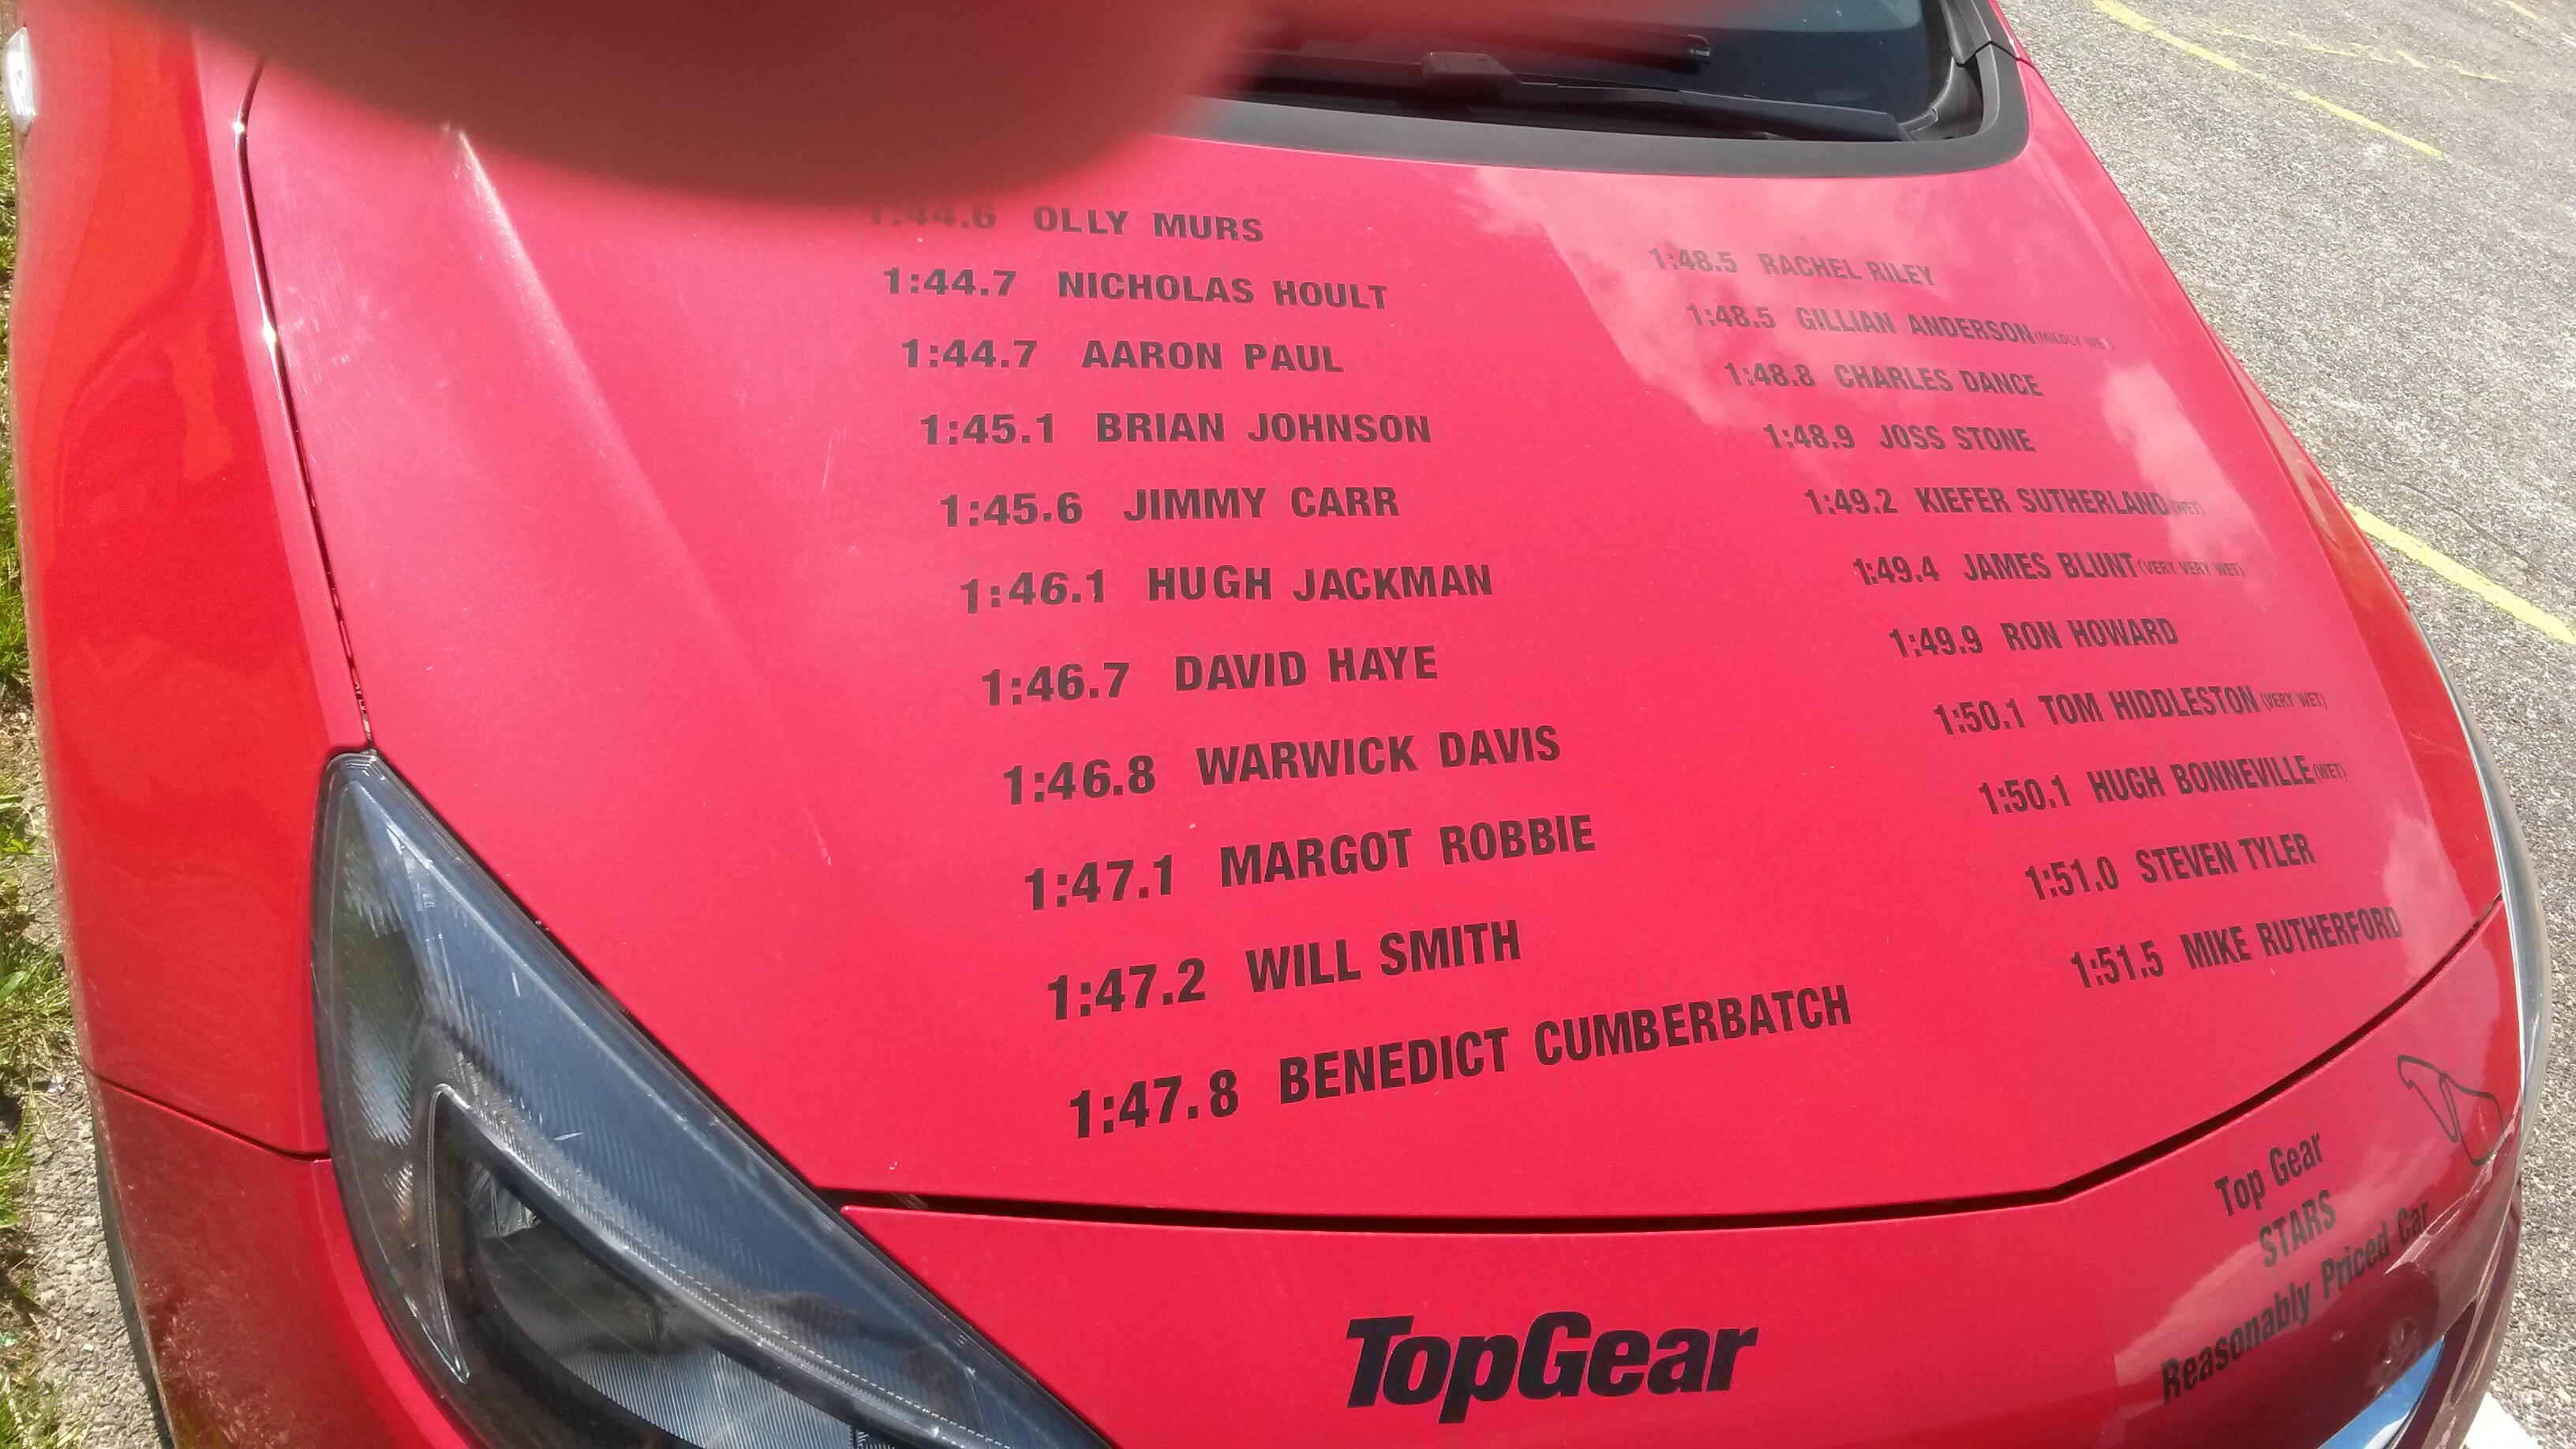 1:44.6 OLLY MURS
1:44.7 NICHOLAS HOULT
1:44.7 AARON PAUL
1:45.1 BRIAN JOHNSON
1:45.6 JIMMY CARR
1:46.1 HUGH JACKMAN
1:46.7 DAVID HAYE
1:46.8 WARWICK DAVIS
1:47.1 MARGOT ROBBIE
1:47.2 WILL SMITH
1:47.8 BENEDICT CUMBERBATCH
1:48.5 RACHEL RILEY
1:48.5 GILLIAN ANDERSON (MILDLY WET)
1:48.8 CHARLES DANCE
1:48.9 JOSS STONE
1:49.2 KIEFER SUTHERLAND (WET)
1:49.4 JAMES BLUNT (VERY VERY WET)
1:49.9 RON HOWARD
1:50.1 TOM HIDDLESTON (VERY WET)
1:50.1 HUGH BONNEVILLE (WET)
1:51.0 STEVEN TYLER
1:51.5 MIKE RUTHERFORD
TopGear
Top Gear
STARS
Reasonably Priced Car